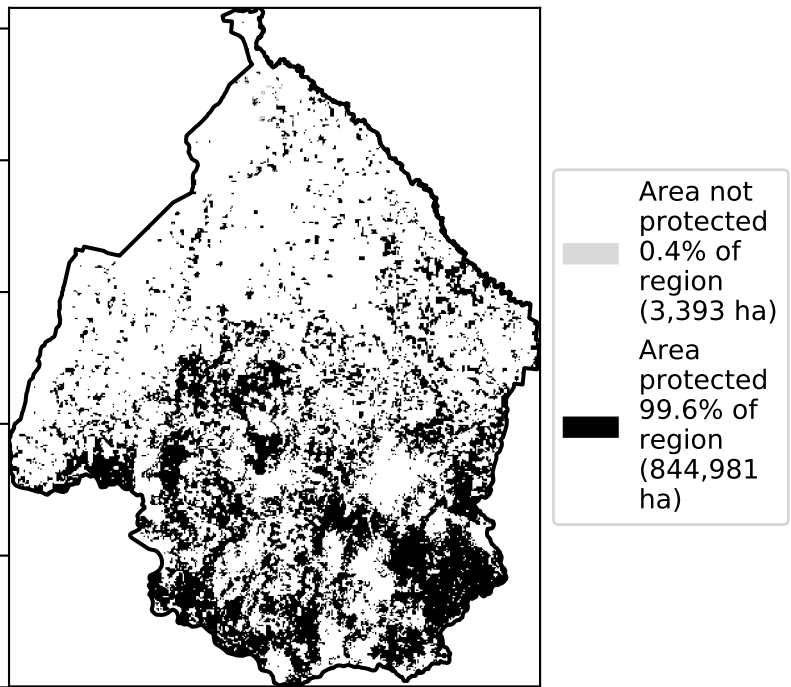 Area not
protected
0.4% of
region
(3,393 ha)
Area
protected
99.6% of
region
(844,981
ha)